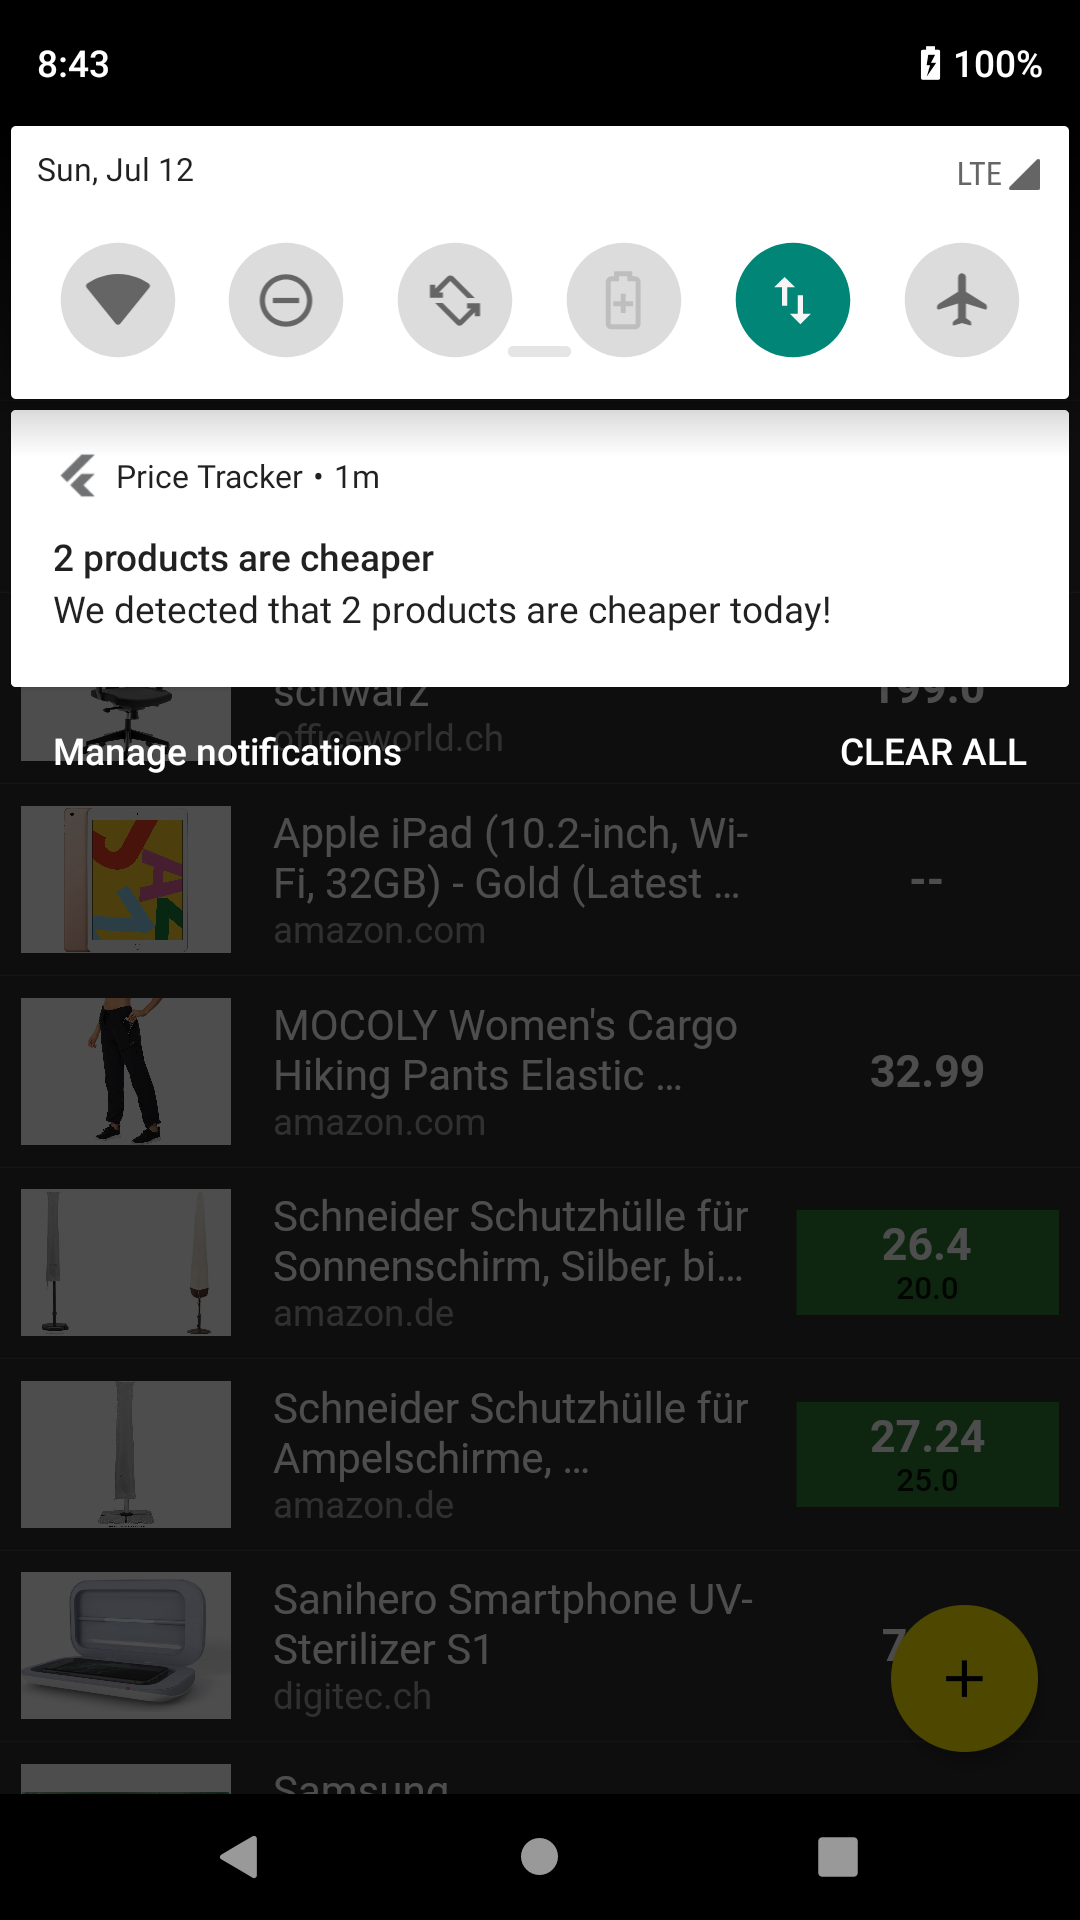 8:43
100%
Sun, Jul 12
LTE
Price Tracker • 1m
2 products are cheaper
We detected that 2 products are cheaper today!
schwarz
199.0
officeworld.ch
Manage notifications
CLEAR ALL
Apple iPad (10.2-inch, Wi-
Fi, 32GB) - Gold (Latest …
--
amazon.com
MOCOLY Women's Cargo
Hiking Pants Elastic …
32.99
amazon.com
Schneider Schutzhülle für
Sonnenschirm, Silber, bi…
amazon.de
26.4
20.0
Schneider Schutzhülle für
Ampelschirme, …
amazon.de
27.24
25.0
Sanihero Smartphone UV-
Sterilizer S1
digitec.ch
7
Samsung